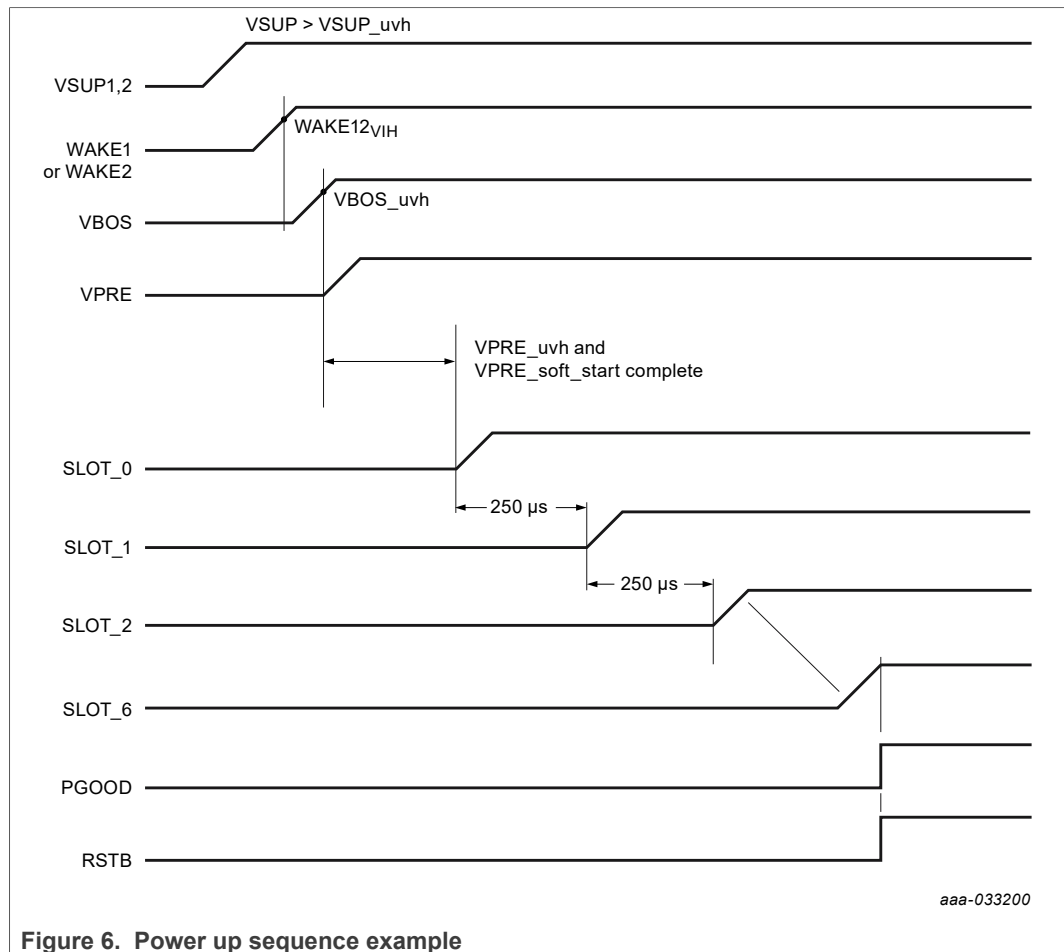 VSUP > VSUP_uvh
VSUP1,2
WAKE12VIH
WAKE1
or WAKE2
VBOS_uvh
VBOS
VPRE
VPRE_uvh and
VPRE_soft_start complete
SLOT_0
250 µs
SLOT_1
250 µs
SLOT_2
SLOT_6
PGOOD
RSTB
aaa-033200
Figure 6. Power up sequence example